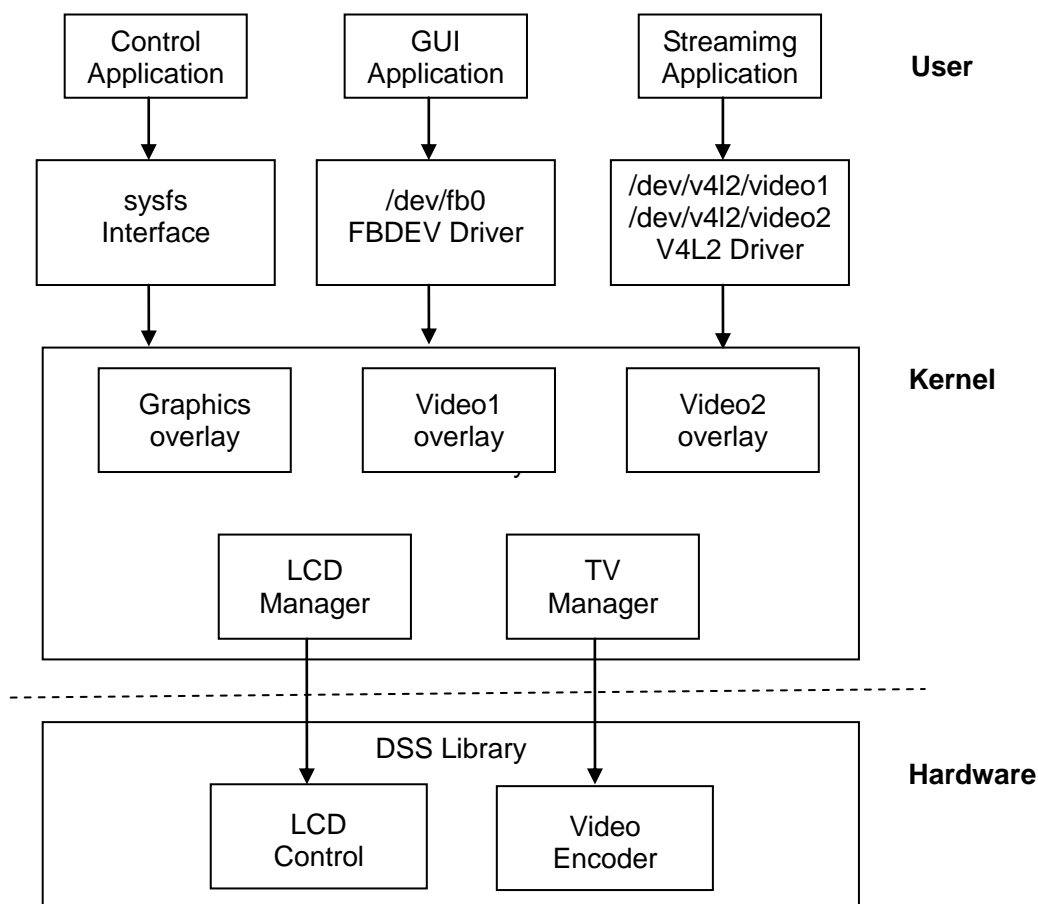 Control
Application
GUI
Application
Streamimg
Application
User
sysfs
Interface
/dev/fb0
FBDEV Driver
/dev/v4l2/video1
/dev/v4l2/video2
V4L2 Driver
Kernel
Graphics
overlay
Video1
overlay
Video2
overlay
LCD
Manager
TV
Manager
DSS Library
Hardware
LCD
Control
Video
Encoder